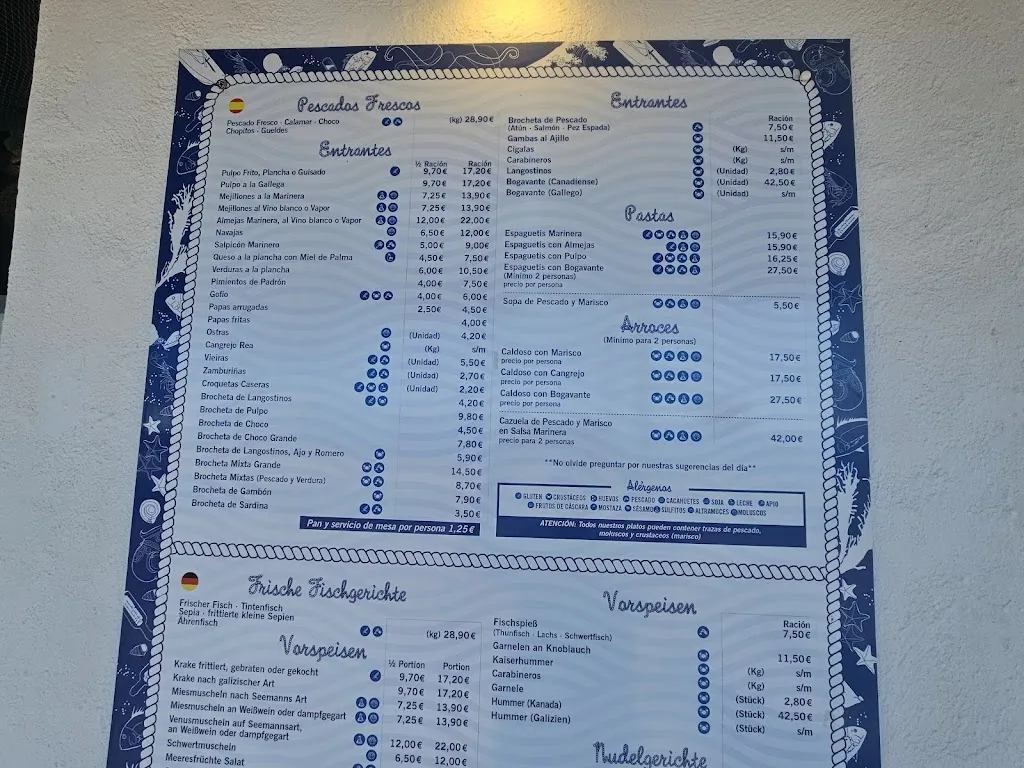 Pescados Frescos
Pescado Fresco · Calamar · Choco (kg) 28,90€
Chopitos · Gueldes
Entrantes
½ Ración Ración
Pulpo Frito, Plancha o Guisado 9,70€ 17,20€
Pulpo a la Gallega 9,70€ 17,20€
Mejillones a la Marinera 7,25€ 13,90€
Mejillones al Vino blanco o Vapor 7,25€ 13,90€
Almejas Marinera, al Vino blanco o Vapor 12,00€ 22,00€
Navajas 6,50€ 12,00€
Salpicón Marinero 5,00€ 9,00€
Queso a la plancha con Miel de Palma 4,50€ 7,50€
Verduras a la plancha 6,00€ 10,50€
Pimientos de Padrón 4,00€ 7,50€
Gofio 4,00€ 6,00€
Papas arrugadas 2,50€ 4,50€
Papas fritas 4,00€
Ostras (Unidad) 4,20€
Cangrejo Rea (Kg) s/m
Vieiras (Unidad) 5,50€
Zamburiñas (Unidad) 2,70€
Croquetas Caseras (Unidad) 2,20€
Brocheta de Langostinos 4,20€
Brocheta de Pulpo 9,80€
Brocheta de Choco 4,50€
Brocheta de Choco Grande 7,80€
Brocheta de Langostinos, Ajo y Romero 5,90€
Brocheta Mixta Grande 14,50€
Brocheta Mixtas (Pescado y Verdura) 8,70€
Brocheta de Gambón 7,90€
Brocheta de Sardina 3,50€
Pan y servicio de mesa por persona 1,25€
Entrantes
Ración
Brocheta de Pescado 7,50€
(Atún · Salmón · Pez Espada)
Gambas al Ajillo 11,50€
Cigalas (Kg) s/m
Carabineros (Kg) s/m
Langostinos (Unidad) 2,80€
Bogavante (Canadiense) (Unidad) 42,50€
Bogavante (Gallego) (Unidad) s/m
Pastas
Espaguetis Marinera 15,90€
Espaguetis con Almejas 15,90€
Espaguetis con Pulpo 16,25€
Espaguetis con Bogavante 27,50€
(Mínimo 2 personas)
precio por persona
Sopa de Pescado y Marisco 5,50€
Arroces
(Mínimo para 2 personas)
Caldoso con Marisco 17,50€
precio por persona
Caldoso con Cangrejo 17,50€
precio por persona
Caldoso con Bogavante 27,50€
precio por persona
Cazuela de Pescado y Marisco
en Salsa Marinera 42,00€
precio para 2 personas
**No olvide preguntar por nuestras sugerencias del día**
Alérgenos
GLUTEN CRUSTÁCEOS HUEVOS PESCADO CACAHUETES SOJA LECHE APIO
FRUTOS DE CÁSCARA MOSTAZA SÉSAMO SULFITOS ALTRAMUCES MOLUSCOS
ATENCIÓN: Todos nuestros platos pueden contener trazas de pescado,
moluscos y crustaceos (marisco)
Frische Fischgerichte
Frischer Fisch · Tintenfisch
Sepia · frittierte kleine Sepien
Ährenfisch (kg) 28,90€
Vorspeisen
½ Portion Portion
Krake frittiert, gebraten oder gekocht 9,70€ 17,20€
Krake nach galizischer Art 9,70€ 17,20€
Miesmuscheln nach Seemanns Art 7,25€ 13,90€
Miesmuscheln an Weißwein oder dampfgegart 7,25€ 13,90€
Venusmuscheln auf Seemannsart,
an Weißwein oder dampfgegart 12,00€ 22,00€
Schwertmuscheln 6,50€ 12,00€
Meeresfrüchte Salat
Vorspeisen
Ración
Fischspieß 7,50€
(Thunfisch · Lachs · Schwertfisch)
Garnelen an Knoblauch 11,50€
Kaiserhummer (Kg) s/m
Carabineros (Kg) s/m
Garnele (Stück) 2,80€
Hummer (Kanada) (Stück) 42,50€
Hummer (Galizien) (Stück) s/m
Nudelgerichte